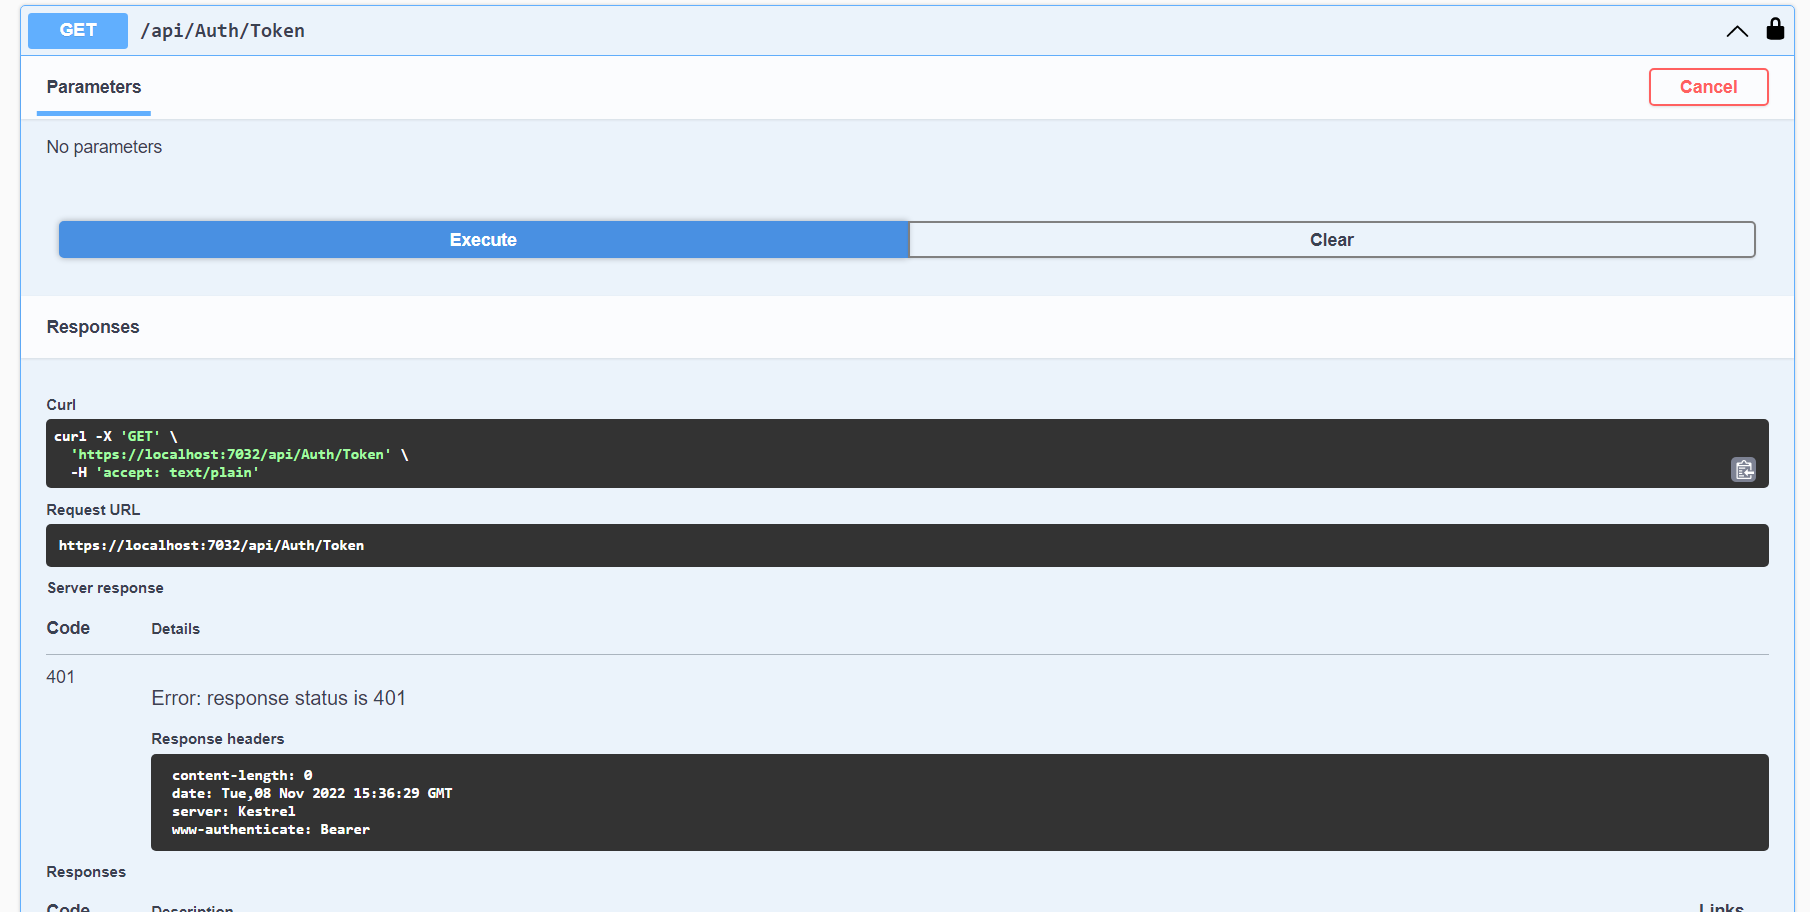 GET /api/Auth/Token
Parameters
Cancel
No parameters
Execute
Clear
Responses
Curl
curl -X 'GET' \
'https://localhost:7032/api/Auth/Token' \
-H 'accept: text/plain'
Request URL
https://localhost:7032/api/Auth/Token
Server response
Code Details
401
Error: response status is 401
Response headers
content-length: 0
date: Tue,08 Nov 2022 15:36:29 GMT
server: Kestrel
www-authenticate: Bearer
Responses
Code Description Links